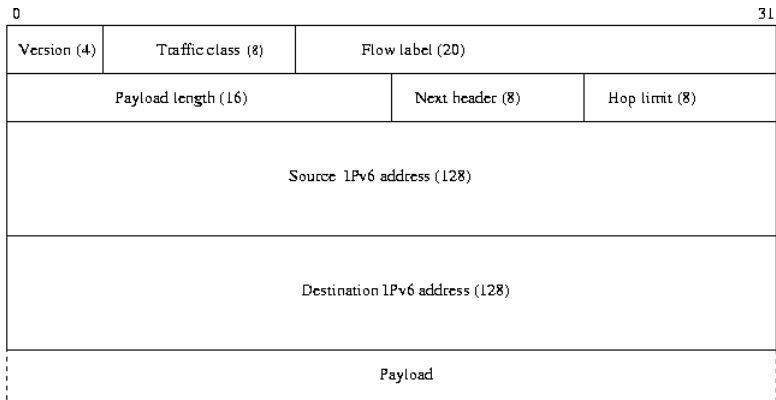 0 31
Version (4) Traffic class (8) Flow label (20)
Payload length (16) Next header (8) Hop limit (8)
Source IPv6 address (128)
Destination IPv6 address (128)
Payload